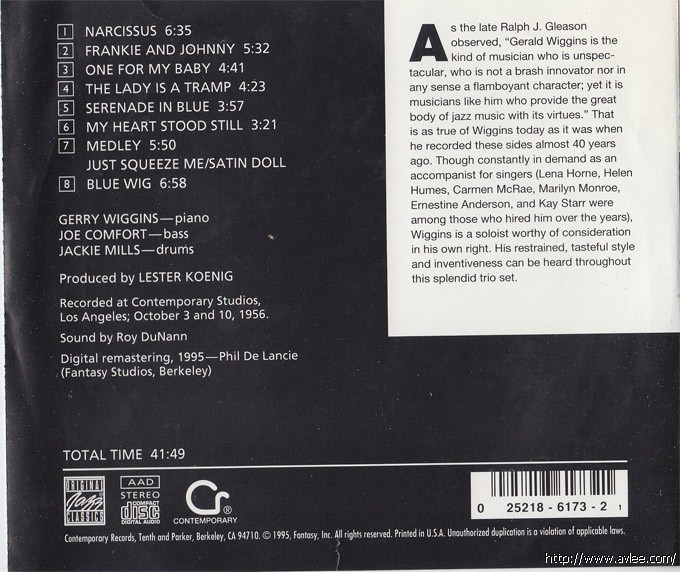 1 NARCISSUS 6:35
2 FRANKIE AND JOHNNY 5:32
3 ONE FOR MY BABY 4:41
4 THE LADY IS A TRAMP 4:23
5 SERENADE IN BLUE 3:57
6 MY HEART STOOD STILL 3:21
7 MEDLEY 5:50
JUST SQUEEZE ME/SATIN DOLL
8 BLUE WIG 6:58
GERRY WIGGINS—piano
JOE COMFORT—bass
JACKIE MILLS—drums
Produced by LESTER KOENIG
Recorded at Contemporary Studios,
Los Angeles; October 3 and 10, 1956.
Sound by Roy DuNann
Digital remastering, 1995—Phil De Lancie
(Fantasy Studios, Berkeley)
As the late Ralph J. Gleason
observed, “Gerald Wiggins is the
kind of musician who is unspec-
tacular, who is not a brash innovator nor in
any sense a flamboyant character; yet it is
musicians like him who provide the great
body of jazz music with its virtues.” That
is as true of Wiggins today as it was when
he recorded these sides almost 40 years
ago. Though constantly in demand as an
accompanist for singers (Lena Horne, Helen
Humes, Carmen McRae, Marilyn Monroe,
Ernestine Anderson, and Kay Starr were
among those who hired him over the years),
Wiggins is a soloist worthy of consideration
in his own right. His restrained, tasteful style
and inventiveness can be heard throughout
this splendid trio set.
TOTAL TIME 41:49
ORIGINAL
Jazz
CLASSICS
AAD
STEREO
COMPACT
disc
DIGITAL AUDIO
Cr®
CONTEMPORARY
0 25218-6173-2 1
Contemporary Records, Tenth and Parker, Berkeley, CA 94710. © 1995, Fantasy, Inc. All rights reserved. Printed in U.S.A. Unauthorized duplication is a violation of applicable laws.
http://www.avlee.com/